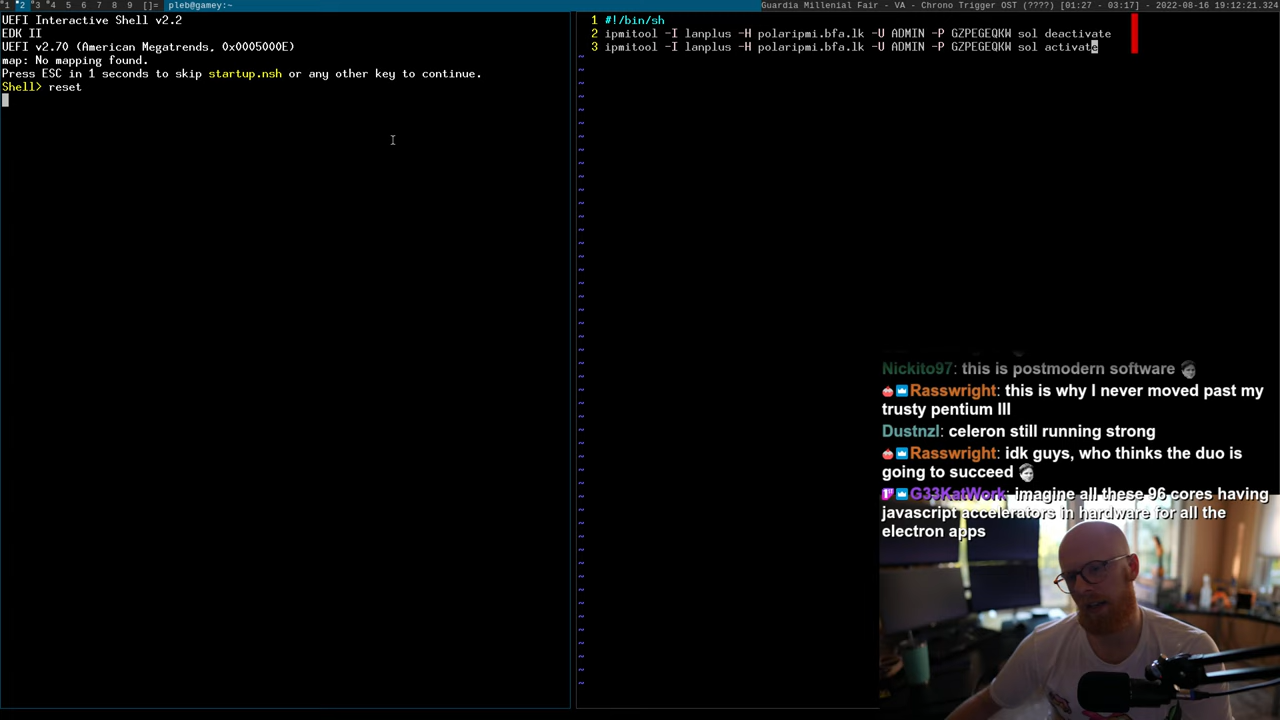 1 2 3 4 5 6 7 8 9 []= pleb@gamey:~
Guardia Millenial Fair - VA - Chrono Trigger OST (????) [01:27 - 03:17] - 2022-08-16 19:12:21.324
UEFI Interactive Shell v2.2
EDK II
UEFI v2.70 (American Megatrends, 0x0005000E)
map: No mapping found.
Press ESC in 1 seconds to skip startup.nsh or any other key to continue.
Shell> reset
1 #!/bin/sh
2 ipmitool -I lanplus -H polaripmi.bfa.lk -U ADMIN -P GZPEGEQKW sol deactivate
3 ipmitool -I lanplus -H polaripmi.bfa.lk -U ADMIN -P GZPEGEQKW sol activate
Nickito97: this is postmodern software
Rasswright: this is why I never moved past my
trusty pentium III
Dustnzl: celeron still running strong
Rasswright: idk guys, who thinks the duo is
going to succeed
G33KatWork: imagine all these 96 cores having
javascript accelerators in hardware for all the
electron apps